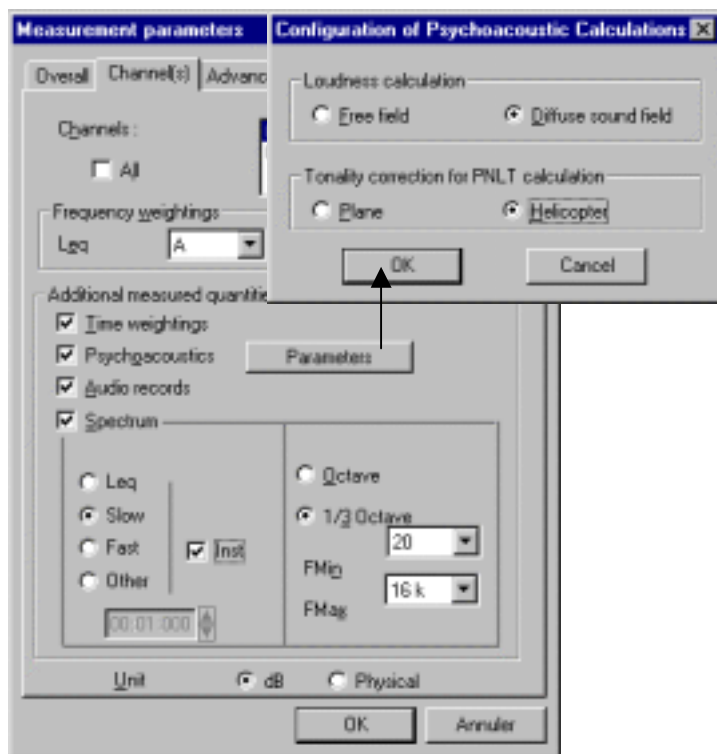 Measurement parameters
Configuration of Psychoacoustic Calculations
Overall Channel(s) Advanc
Loudness calculation
Free field Diffuse sound field
Channels :
All
Tonality correction for PNLT calculation
Plane Helicopter
Frequency weightings
Leq A
OK Cancel
Additional measured quantitie
Time weightings
Psychoacoustics Parameters
Audio records
Spectrum
Leq
Slow
Fast
Other
Inst
00:01:000
Octave
1/3 Octave
20
FMin
16 k
FMax
Unit dB Physical
OK Annuler